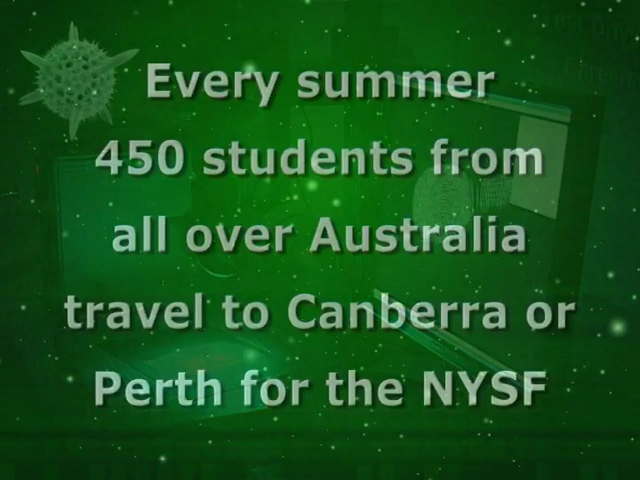 Every summer
450 students from
all over Australia
travel to Canberra or
Perth for the NYSF